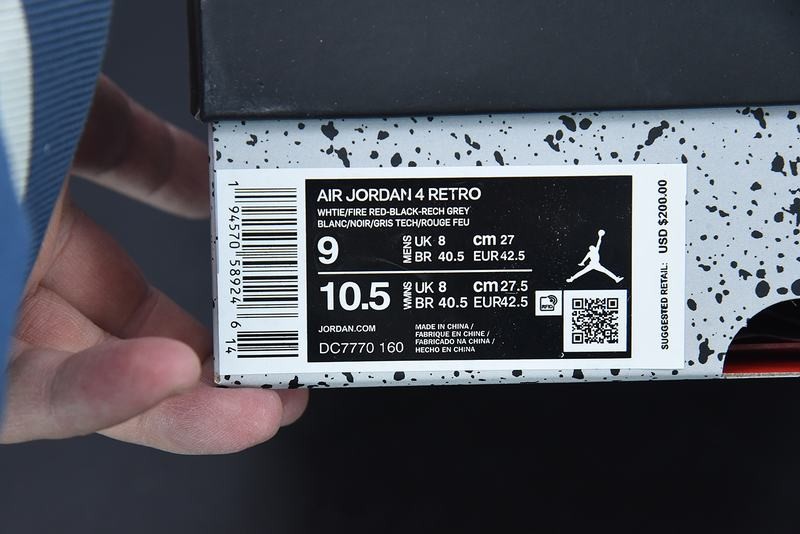 AIR JORDAN 4 RETRO
WHTIE/FIRE RED-BLACK-RECH GREY
BLANC/NOIR/GRIS TECH/ROUGE FEU
9 MENS UK 8 cm 27
BR 40.5 EUR 42.5
10.5 WMNS UK 8 cm 27.5
BR 40.5 EUR 42.5
JORDAN.COM
DC7770 160
MADE IN CHINA /
FABRIQUE EN CHINE /
FABRICADO NA CHINA /
HECHO EN CHINA
RFID
1 94570 58924 6 14
SUGGESTED RETAIL: USD $200.00